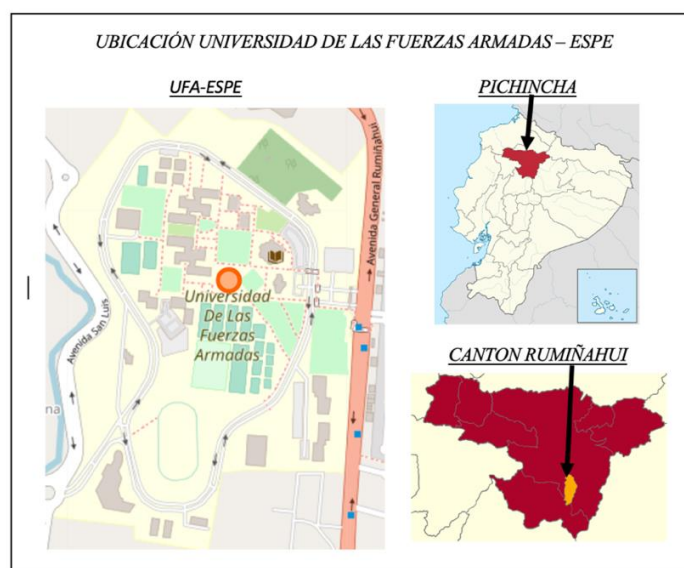 UBICACIÓN UNIVERSIDAD DE LAS FUERZAS ARMADAS – ESPE
UFA-ESPE
Avenida General Rumiñahui
Avenida San Luis
Universidad
De Las
Fuerzas
Armadas
na
PICHINCHA
CANTON RUMIÑAHUI